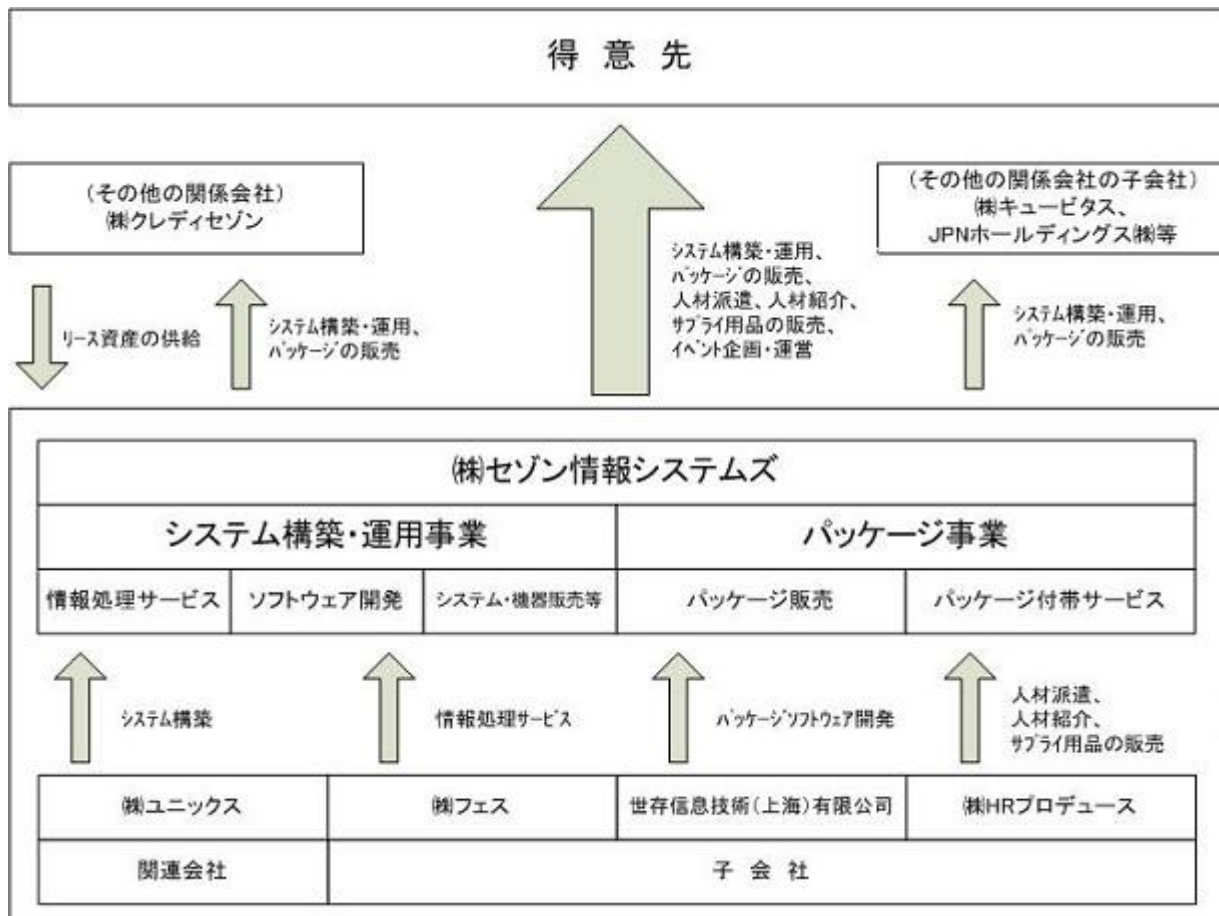 得 意 先
(その他の関係会社)
㈱クレディセゾン
(その他の関係会社の子会社)
㈱キュービタス、
JPNホールディングス㈱等
リース資産の供給
システム構築・運用、
パッケージの販売
システム構築・運用、
パッケージの販売、
人材派遣、人材紹介、
サプライ用品の販売、
イベント企画・運営
システム構築・運用、
パッケージの販売
㈱セゾン情報システムズ
システム構築・運用事業
パッケージ事業
情報処理サービス
ソフトウェア開発
システム・機器販売等
パッケージ販売
パッケージ付帯サービス
システム構築
情報処理サービス
パッケージソフトウェア開発
人材派遣、
人材紹介、
サプライ用品の販売
㈱ユニックス
㈱フェス
世存信息技術(上海)有限公司
㈱HRプロデュース
関連会社
子 会 社